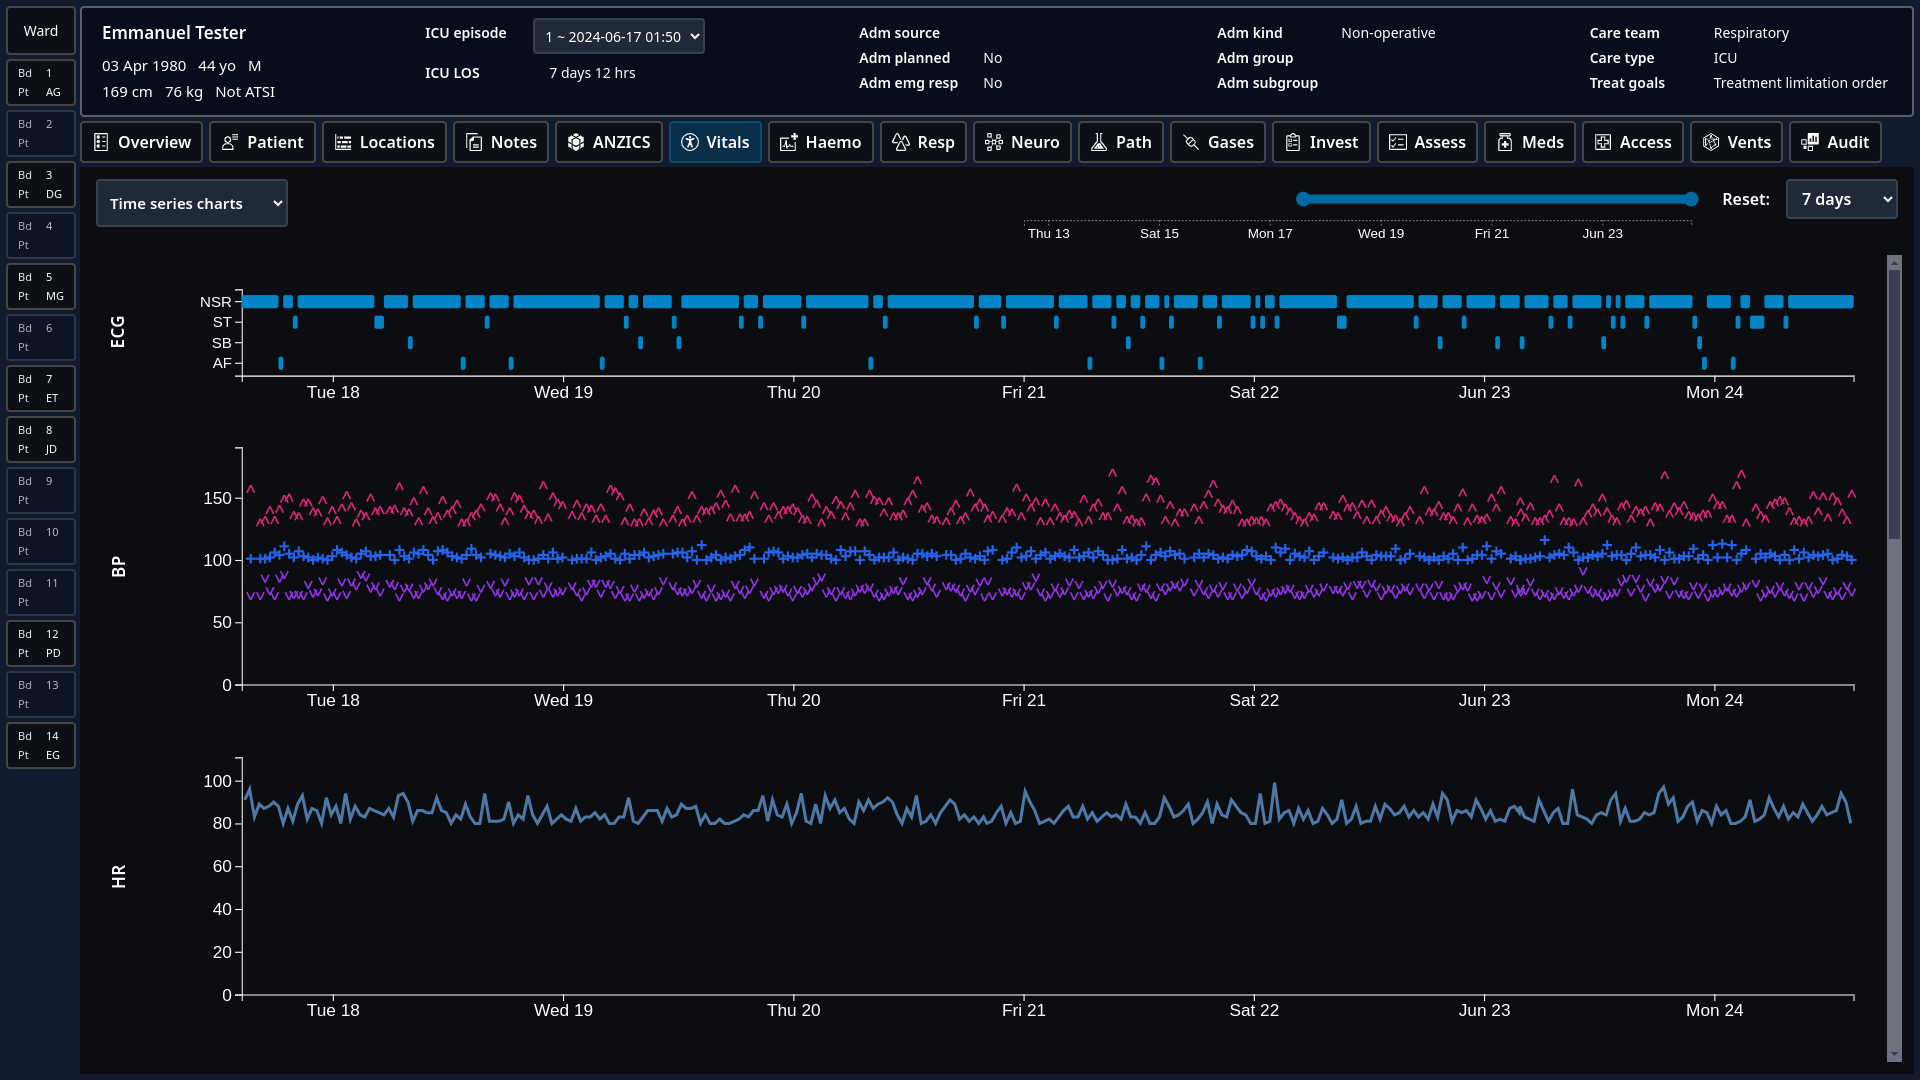 Ward
Bd 1
Pt AG
Bd 2
Pt
Bd 3
Pt DG
Bd 4
Pt
Bd 5
Pt MG
Bd 6
Pt
Bd 7
Pt ET
Bd 8
Pt JD
Bd 9
Pt
Bd 10
Pt
Bd 11
Pt
Bd 12
Pt PD
Bd 13
Pt
Bd 14
Pt EG
Emmanuel Tester
03 Apr 1980 44 yo M
169 cm 76 kg Not ATSI
ICU episode 1 ~ 2024-06-17 01:50
ICU LOS 7 days 12 hrs
Adm source
Adm planned No
Adm emg resp No
Adm kind Non-operative
Adm group
Adm subgroup
Care team Respiratory
Care type ICU
Treat goals Treatment limitation order
Overview Patient Locations Notes ANZICS Vitals Haemo Resp Neuro Path Gases Invest Assess Meds Access Vents Audit
Time series charts
Reset: 7 days
Thu 13 Sat 15 Mon 17 Wed 19 Fri 21 Jun 23
ECG
NSR
ST
SB
AF
Tue 18 Wed 19 Thu 20 Fri 21 Sat 22 Jun 23 Mon 24
BP
150
100
50
0
Tue 18 Wed 19 Thu 20 Fri 21 Sat 22 Jun 23 Mon 24
HR
100
80
60
40
20
0
Tue 18 Wed 19 Thu 20 Fri 21 Sat 22 Jun 23 Mon 24